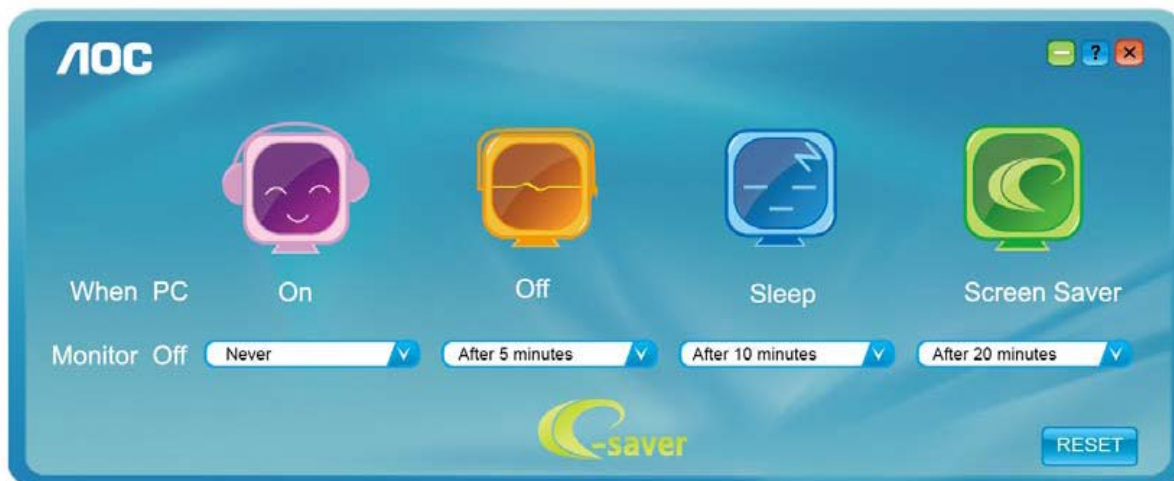 AOC
?
When PC On Off Sleep Screen Saver
Monitor Off Never After 5 minutes After 10 minutes After 20 minutes
e-saver
RESET